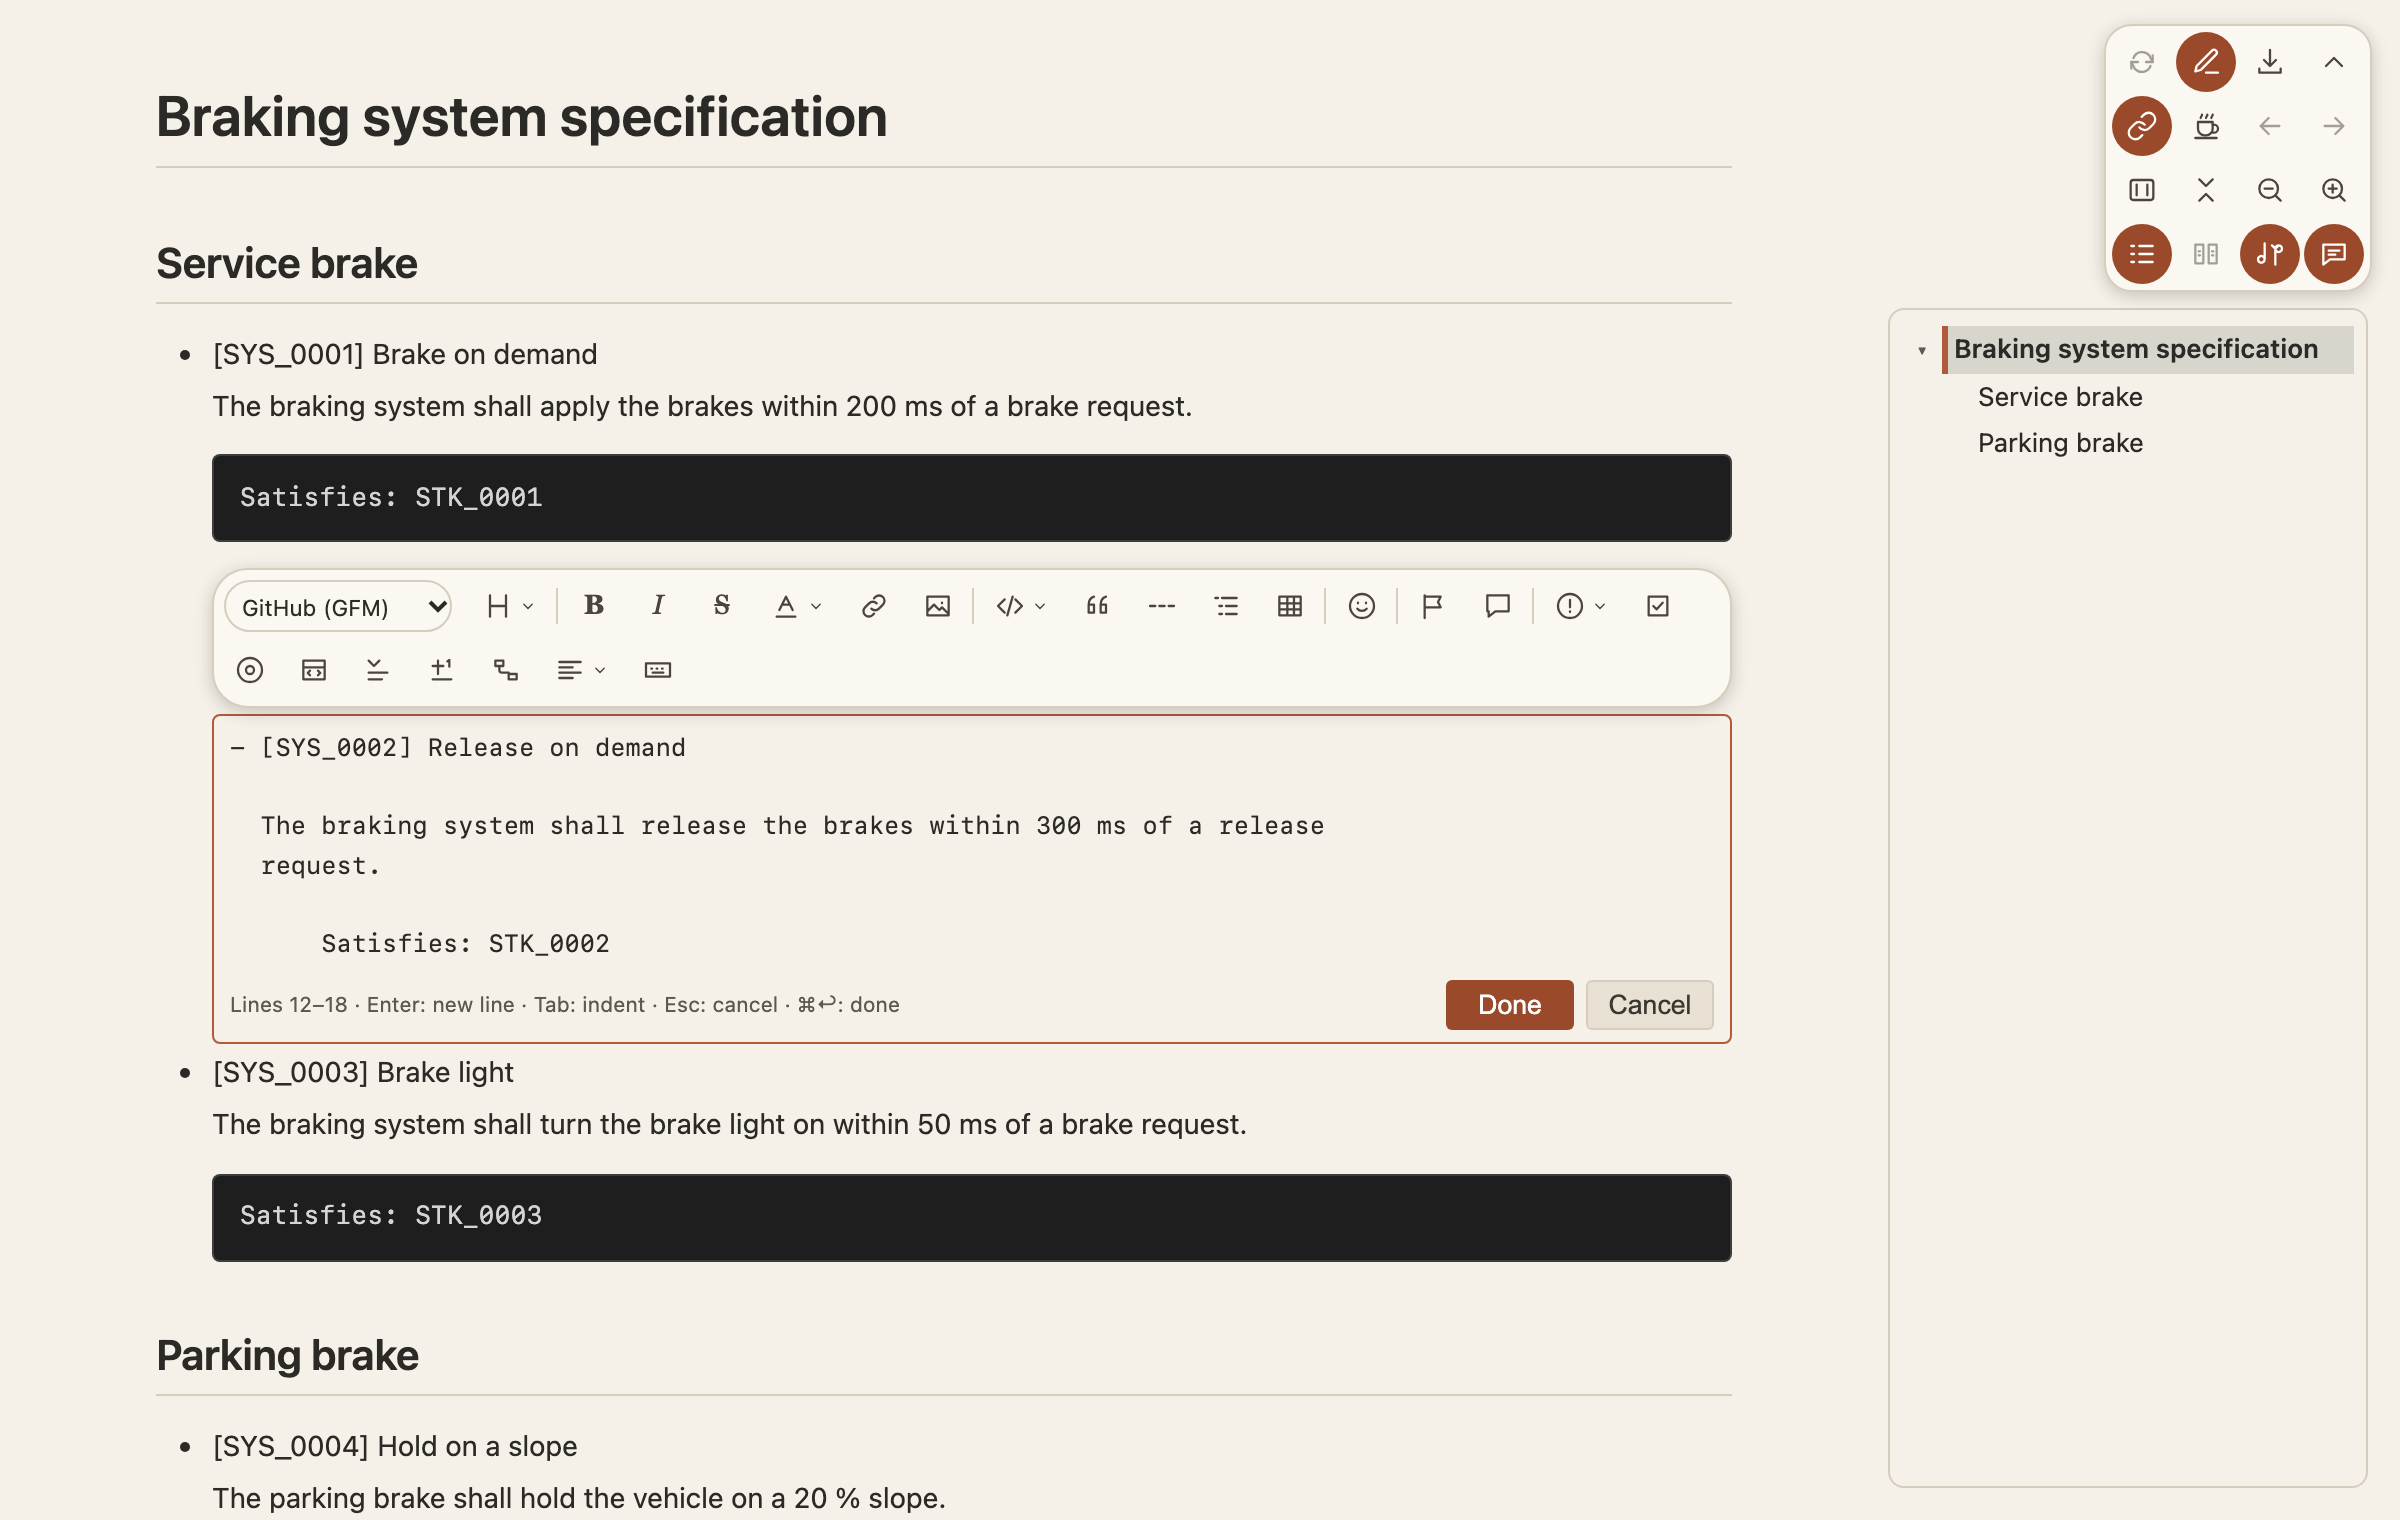 Braking system specification
Service brake
[SYS_0001] Brake on demand
The braking system shall apply the brakes within 200 ms of a brake request.
Satisfies: STK_0001
GitHub (GFM)
- [SYS_0002] Release on demand
The braking system shall release the brakes within 300 ms of a release
request.
Satisfies: STK_0002
Lines 12–18 · Enter: new line · Tab: indent · Esc: cancel · ⌘↩: done
Done
Cancel
[SYS_0003] Brake light
The braking system shall turn the brake light on within 50 ms of a brake request.
Satisfies: STK_0003
Parking brake
[SYS_0004] Hold on a slope
The parking brake shall hold the vehicle on a 20 % slope.
Braking system specification
Service brake
Parking brake